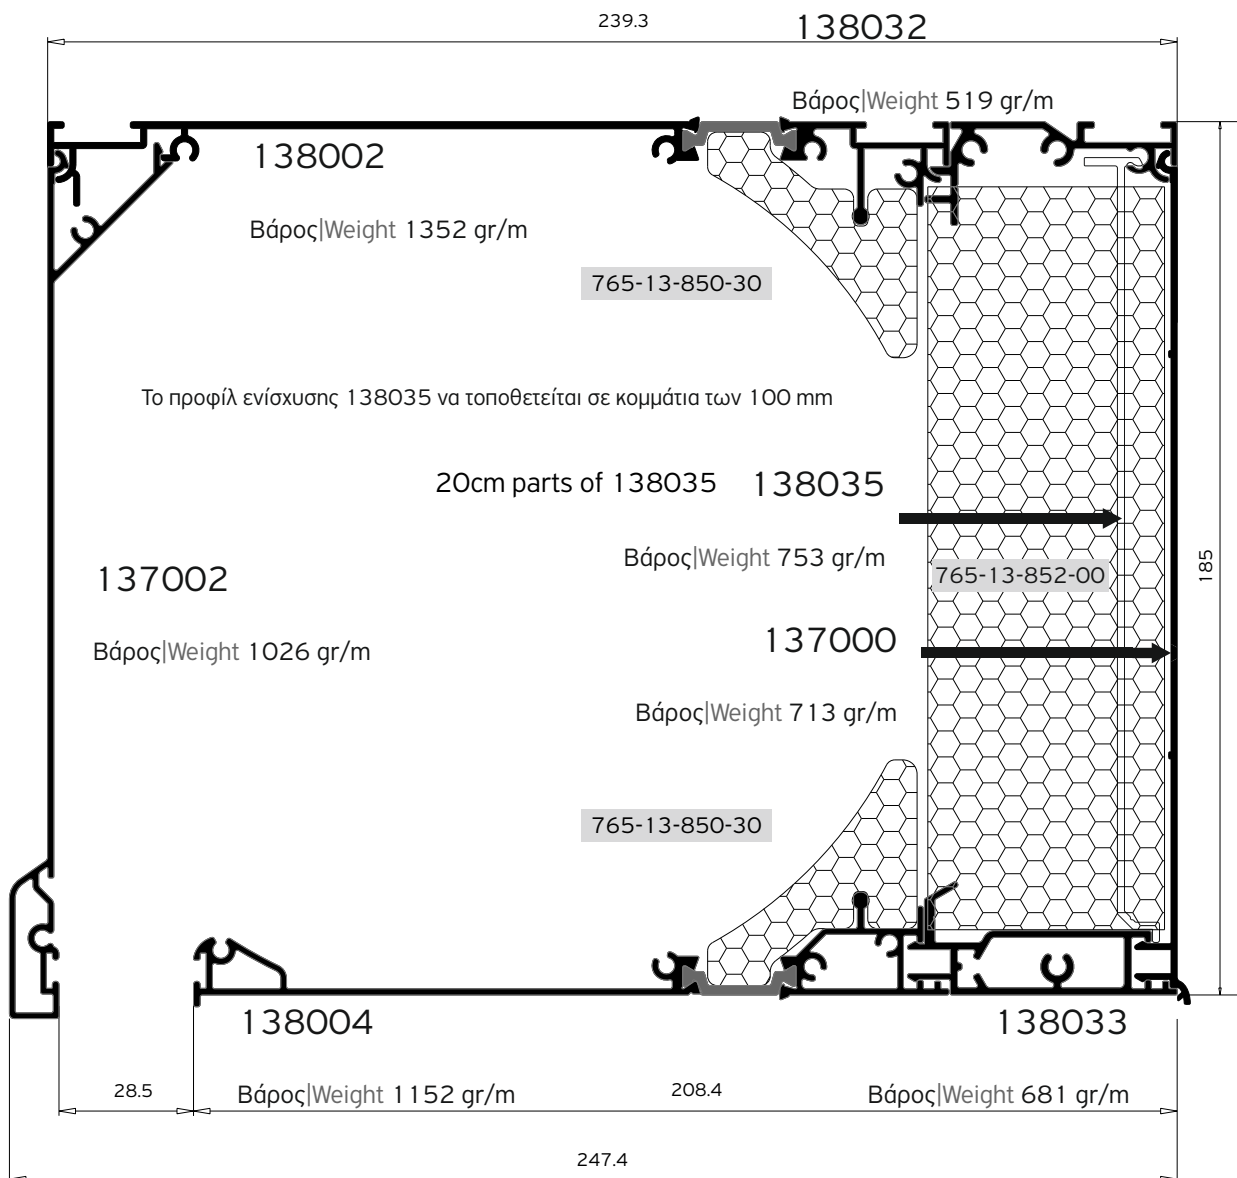 239.3
138032
Βάρος|Weight 519 gr/m
138002
Βάρος|Weight 1352 gr/m
765-13-850-30
Το προφίλ ενίσχυσης 138035 να τοποθετείται σε κομμάτια των 100 mm
20cm parts of 138035
138035
Βάρος|Weight 753 gr/m
185
137002
765-13-852-00
Βάρος|Weight 1026 gr/m
137000
Βάρος|Weight 713 gr/m
765-13-850-30
138004
138033
28.5
Βάρος|Weight 1152 gr/m
208.4
Βάρος|Weight 681 gr/m
247.4